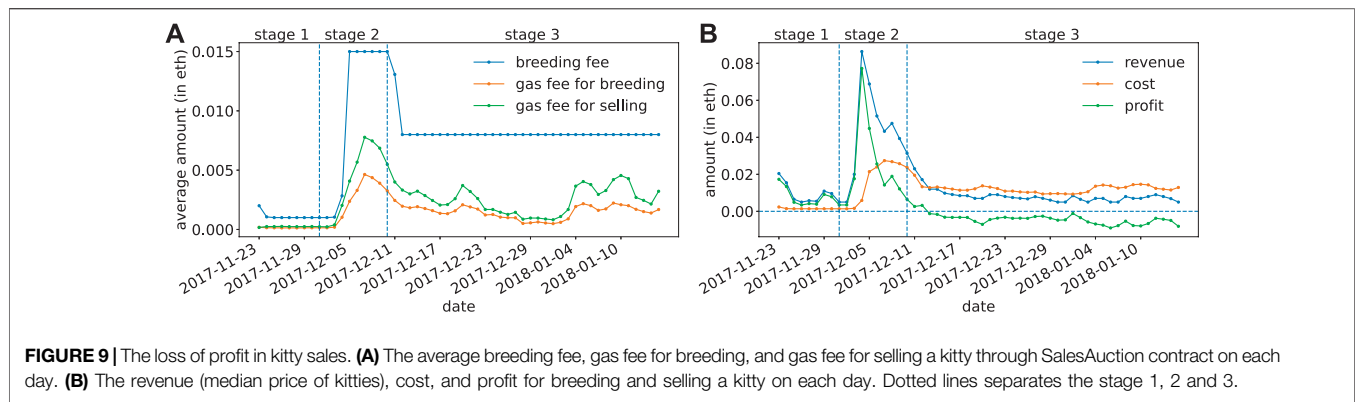 A
stage 1
stage 2
stage 3
0.015
0.010
0.005
0.000
average amount (in eth)
breeding fee
gas fee for breeding
gas fee for selling
2017-11-23
2017-11-29
2017-12-05
2017-12-11
2017-12-17
2017-12-23
2017-12-29
2018-01-04
2018-01-10
date
B
stage 1
stage 2
stage 3
0.08
0.06
0.04
0.02
0.00
amount (in eth)
revenue
cost
profit
2017-11-23
2017-11-29
2017-12-05
2017-12-11
2017-12-17
2017-12-23
2017-12-29
2018-01-04
2018-01-10
date
FIGURE 9 | The loss of profit in kitty sales. (A) The average breeding fee, gas fee for breeding, and gas fee for selling a kitty through SalesAuction contract on each
day. (B) The revenue (median price of kitties), cost, and profit for breeding and selling a kitty on each day. Dotted lines separates the stage 1, 2 and 3.